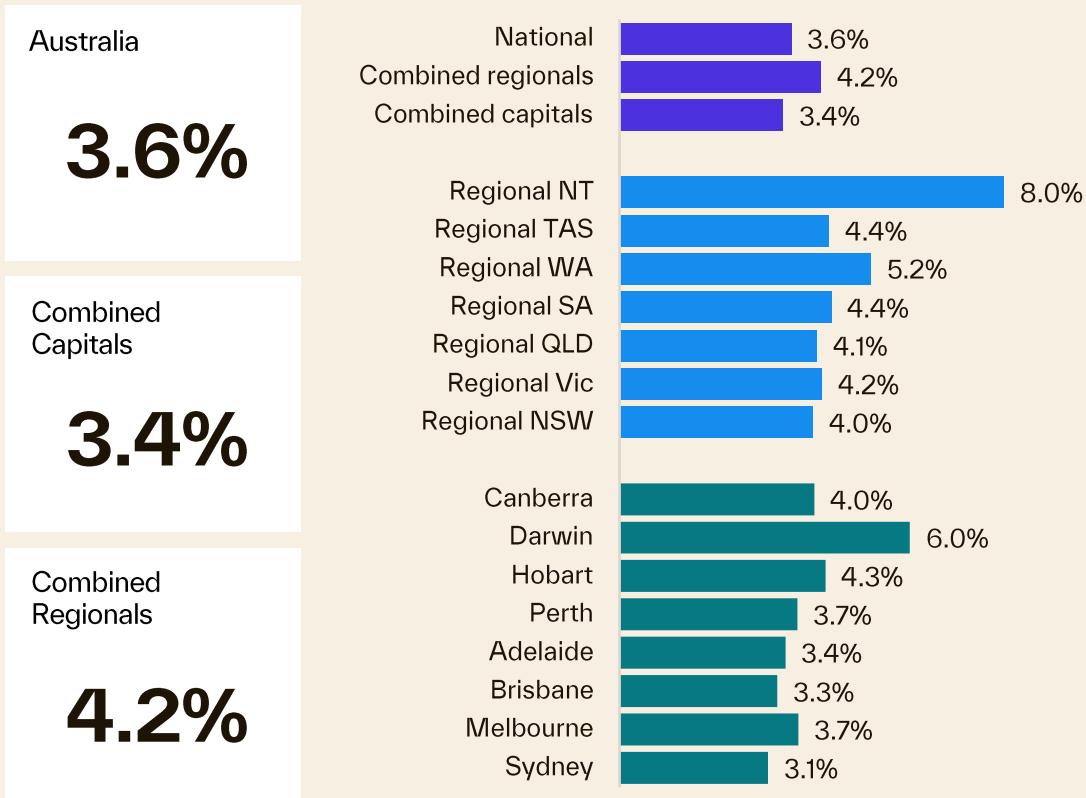 Australia
3.6%
Combined
Capitals
3.4%
Combined
Regionals
4.2%
National 3.6%
Combined regionals 4.2%
Combined capitals 3.4%
Regional NT 8.0%
Regional TAS 4.4%
Regional WA 5.2%
Regional SA 4.4%
Regional QLD 4.1%
Regional Vic 4.2%
Regional NSW 4.0%
Canberra 4.0%
Darwin 6.0%
Hobart 4.3%
Perth 3.7%
Adelaide 3.4%
Brisbane 3.3%
Melbourne 3.7%
Sydney 3.1%